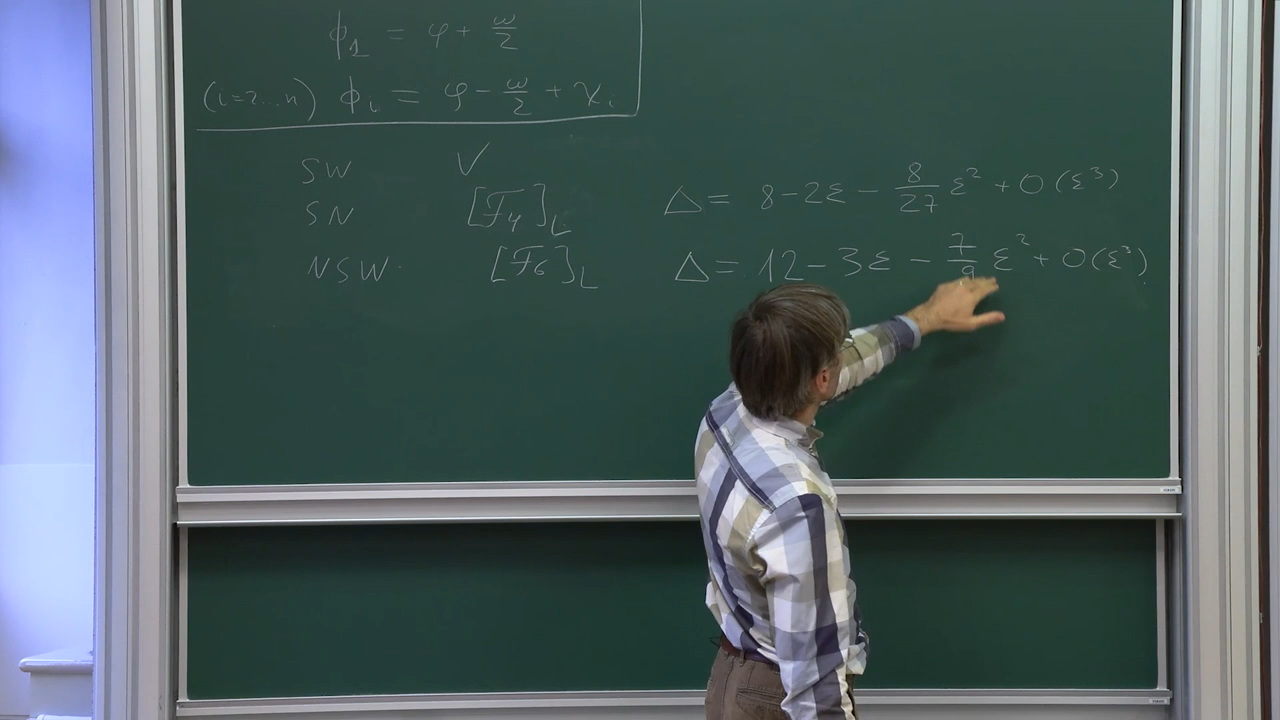 ϕ₁ = φ + ω/2
(i=2...n) ϕᵢ = φ − ω/2 + χᵢ
SW V
SN [F₄]_L Δ = 8 − 2ε − 8/27 ε² + O(ε³)
NSW [F₆]_L Δ = 12 − 3ε − 7/9 ε² + O(ε³)